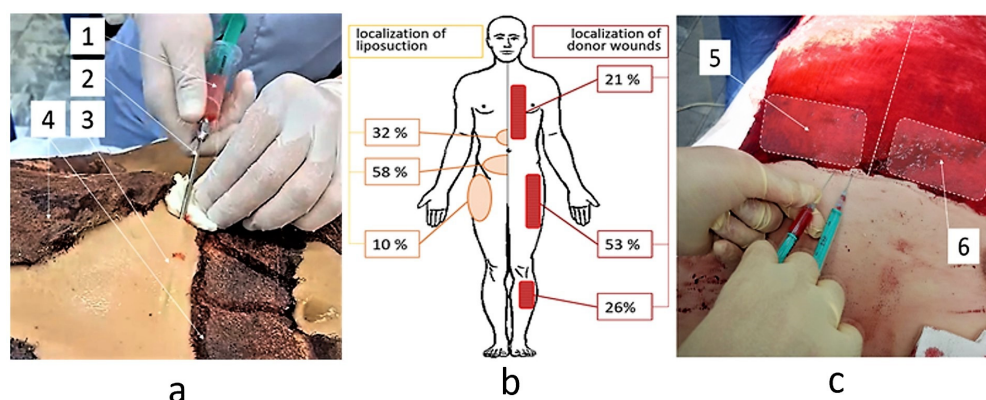 1
2
4 3
localization of
liposuction
localization of
donor wounds
21 %
32 %
58 %
10 %
53 %
26%
5
6
a
b
c